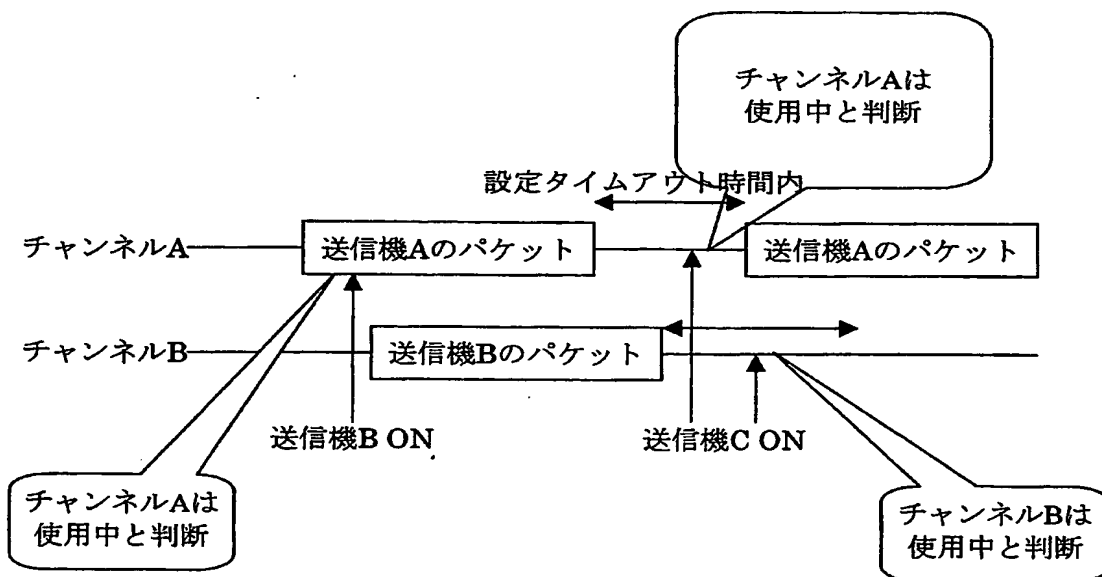 チャンネルAは
使用中と判断
設定タイムアウト時間内
チャンネルA
送信機Aのパケット
送信機Aのパケット
チャンネルB
送信機Bのパケット
送信機B ON
送信機C ON
チャンネルAは
使用中と判断
チャンネルBは
使用中と判断